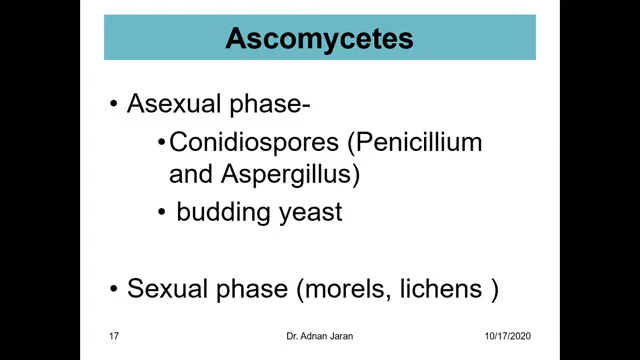 Ascomycetes
• Asexual phase-
•Conidiospores (Penicillium
and Aspergillus)
• budding yeast
• Sexual phase (morels, lichens )
17 Dr. Adnan Jaran 10/17/2020